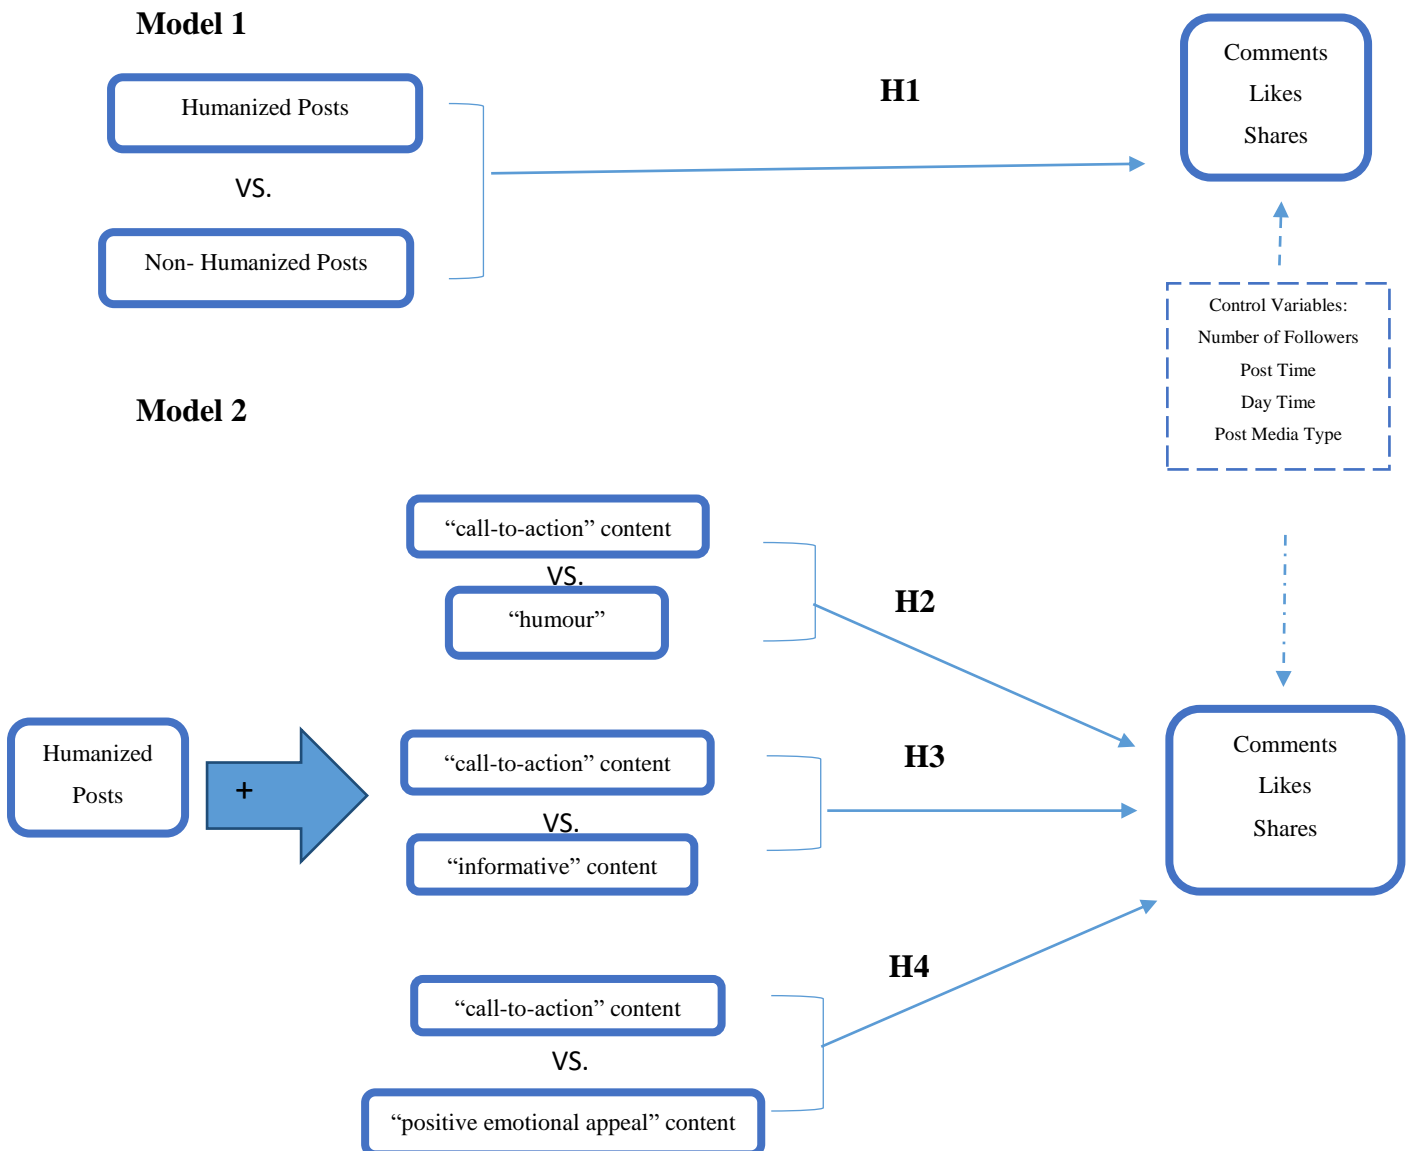 Model 1
Humanized Posts
VS.
Non- Humanized Posts
H1
Comments
Likes
Shares
Control Variables:
Number of Followers
Post Time
Day Time
Post Media Type
Model 2
Humanized
Posts
+
“call-to-action” content
VS.
“humour”
H2
“call-to-action” content
VS.
“informative” content
H3
“call-to-action” content
VS.
“positive emotional appeal” content
H4
Comments
Likes
Shares